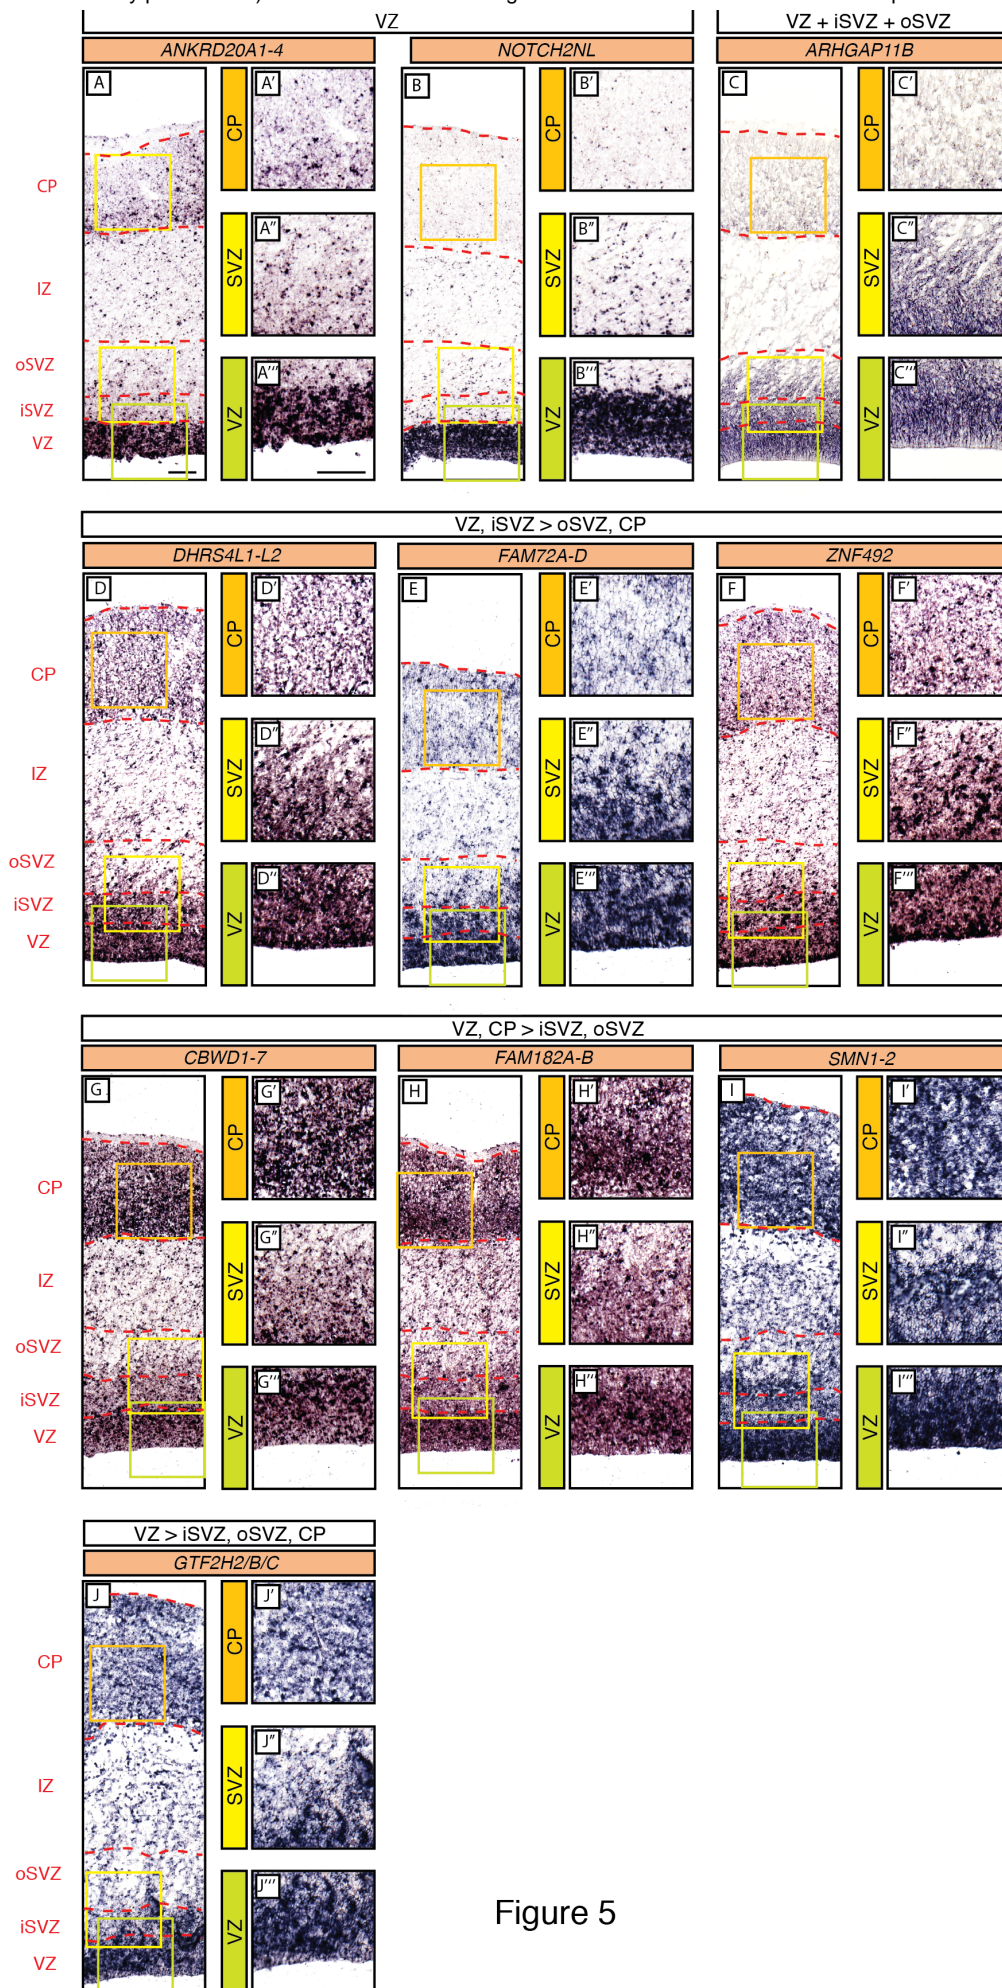 VZ
VZ + iSVZ + oSVZ
ANKRD20A1-4
NOTCH2NL
ARHGAP11B
A
CP
A′
B
CP
B′
C
CP
C′
CP
SVZ
A″
SVZ
B″
SVZ
C″
IZ
oSVZ
VZ
A‴
VZ
B‴
VZ
C‴
iSVZ
VZ
VZ, iSVZ > oSVZ, CP
DHRS4L1-L2
FAM72A-D
ZNF492
D
CP
D′
E
CP
E′
F
CP
F′
CP
SVZ
D″
SVZ
E″
SVZ
F″
IZ
oSVZ
VZ
D″
VZ
E‴
VZ
F‴
iSVZ
VZ
VZ, CP > iSVZ, oSVZ
CBWD1-7
FAM182A-B
SMN1-2
G
CP
G′
H
CP
H′
I
CP
I′
CP
SVZ
G″
SVZ
H″
SVZ
I″
IZ
oSVZ
VZ
G‴
VZ
H‴
VZ
I‴
iSVZ
VZ
VZ > iSVZ, oSVZ, CP
GTF2H2/B/C
J
CP
J′
CP
SVZ
J″
IZ
oSVZ
VZ
J‴
iSVZ
VZ
Figure 5